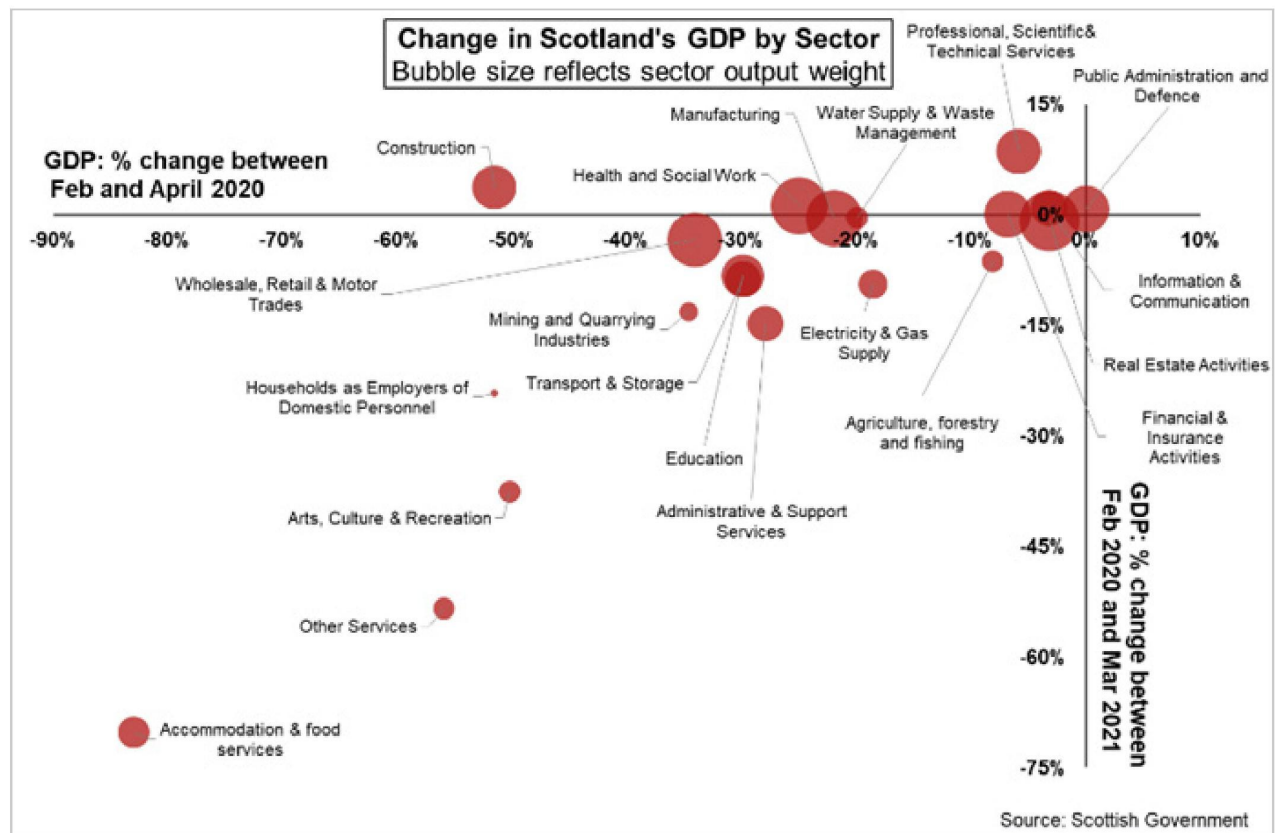 Change in Scotland's GDP by Sector
Bubble size reflects sector output weight
Professional, Scientific&
Technical Services
Public Administration and
Defence
Manufacturing
Water Supply & Waste
Management
15%
Construction
GDP: % change between
Feb and April 2020
Health and Social Work
0%
-90%
-80%
-70%
-60%
-50%
-40%
-30%
-20%
-10%
0%
10%
Wholesale, Retail & Motor
Trades
Information &
Communication
Mining and Quarrying
Industries
-15%
Electricity & Gas
Supply
Real Estate Activities
Transport & Storage
Households as Employers of
Domestic Personnel
Agriculture, forestry
and fishing
Financial &
Insurance
Activities
-30%
Education
Administrative & Support
Services
Arts, Culture & Recreation
GDP: % change between
Feb 2020 and Mar 2021
-45%
Other Services
-60%
Accommodation & food
services
-75%
Source: Scottish Government